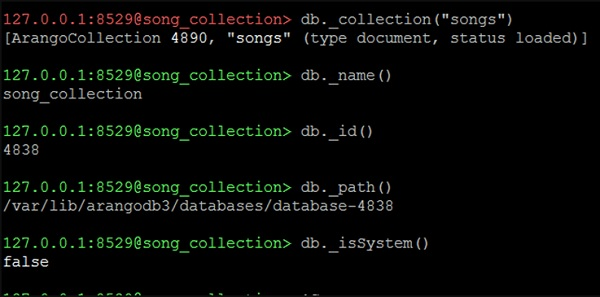 127.0.0.1:8529@song_collection> db._collection("songs")
[ArangoCollection 4890, "songs" (type document, status loaded)]
127.0.0.1:8529@song_collection> db._name()
song_collection
127.0.0.1:8529@song_collection> db._id()
4838
127.0.0.1:8529@song_collection> db._path()
/var/lib/arangodb3/databases/database-4838
127.0.0.1:8529@song_collection> db._isSystem()
false